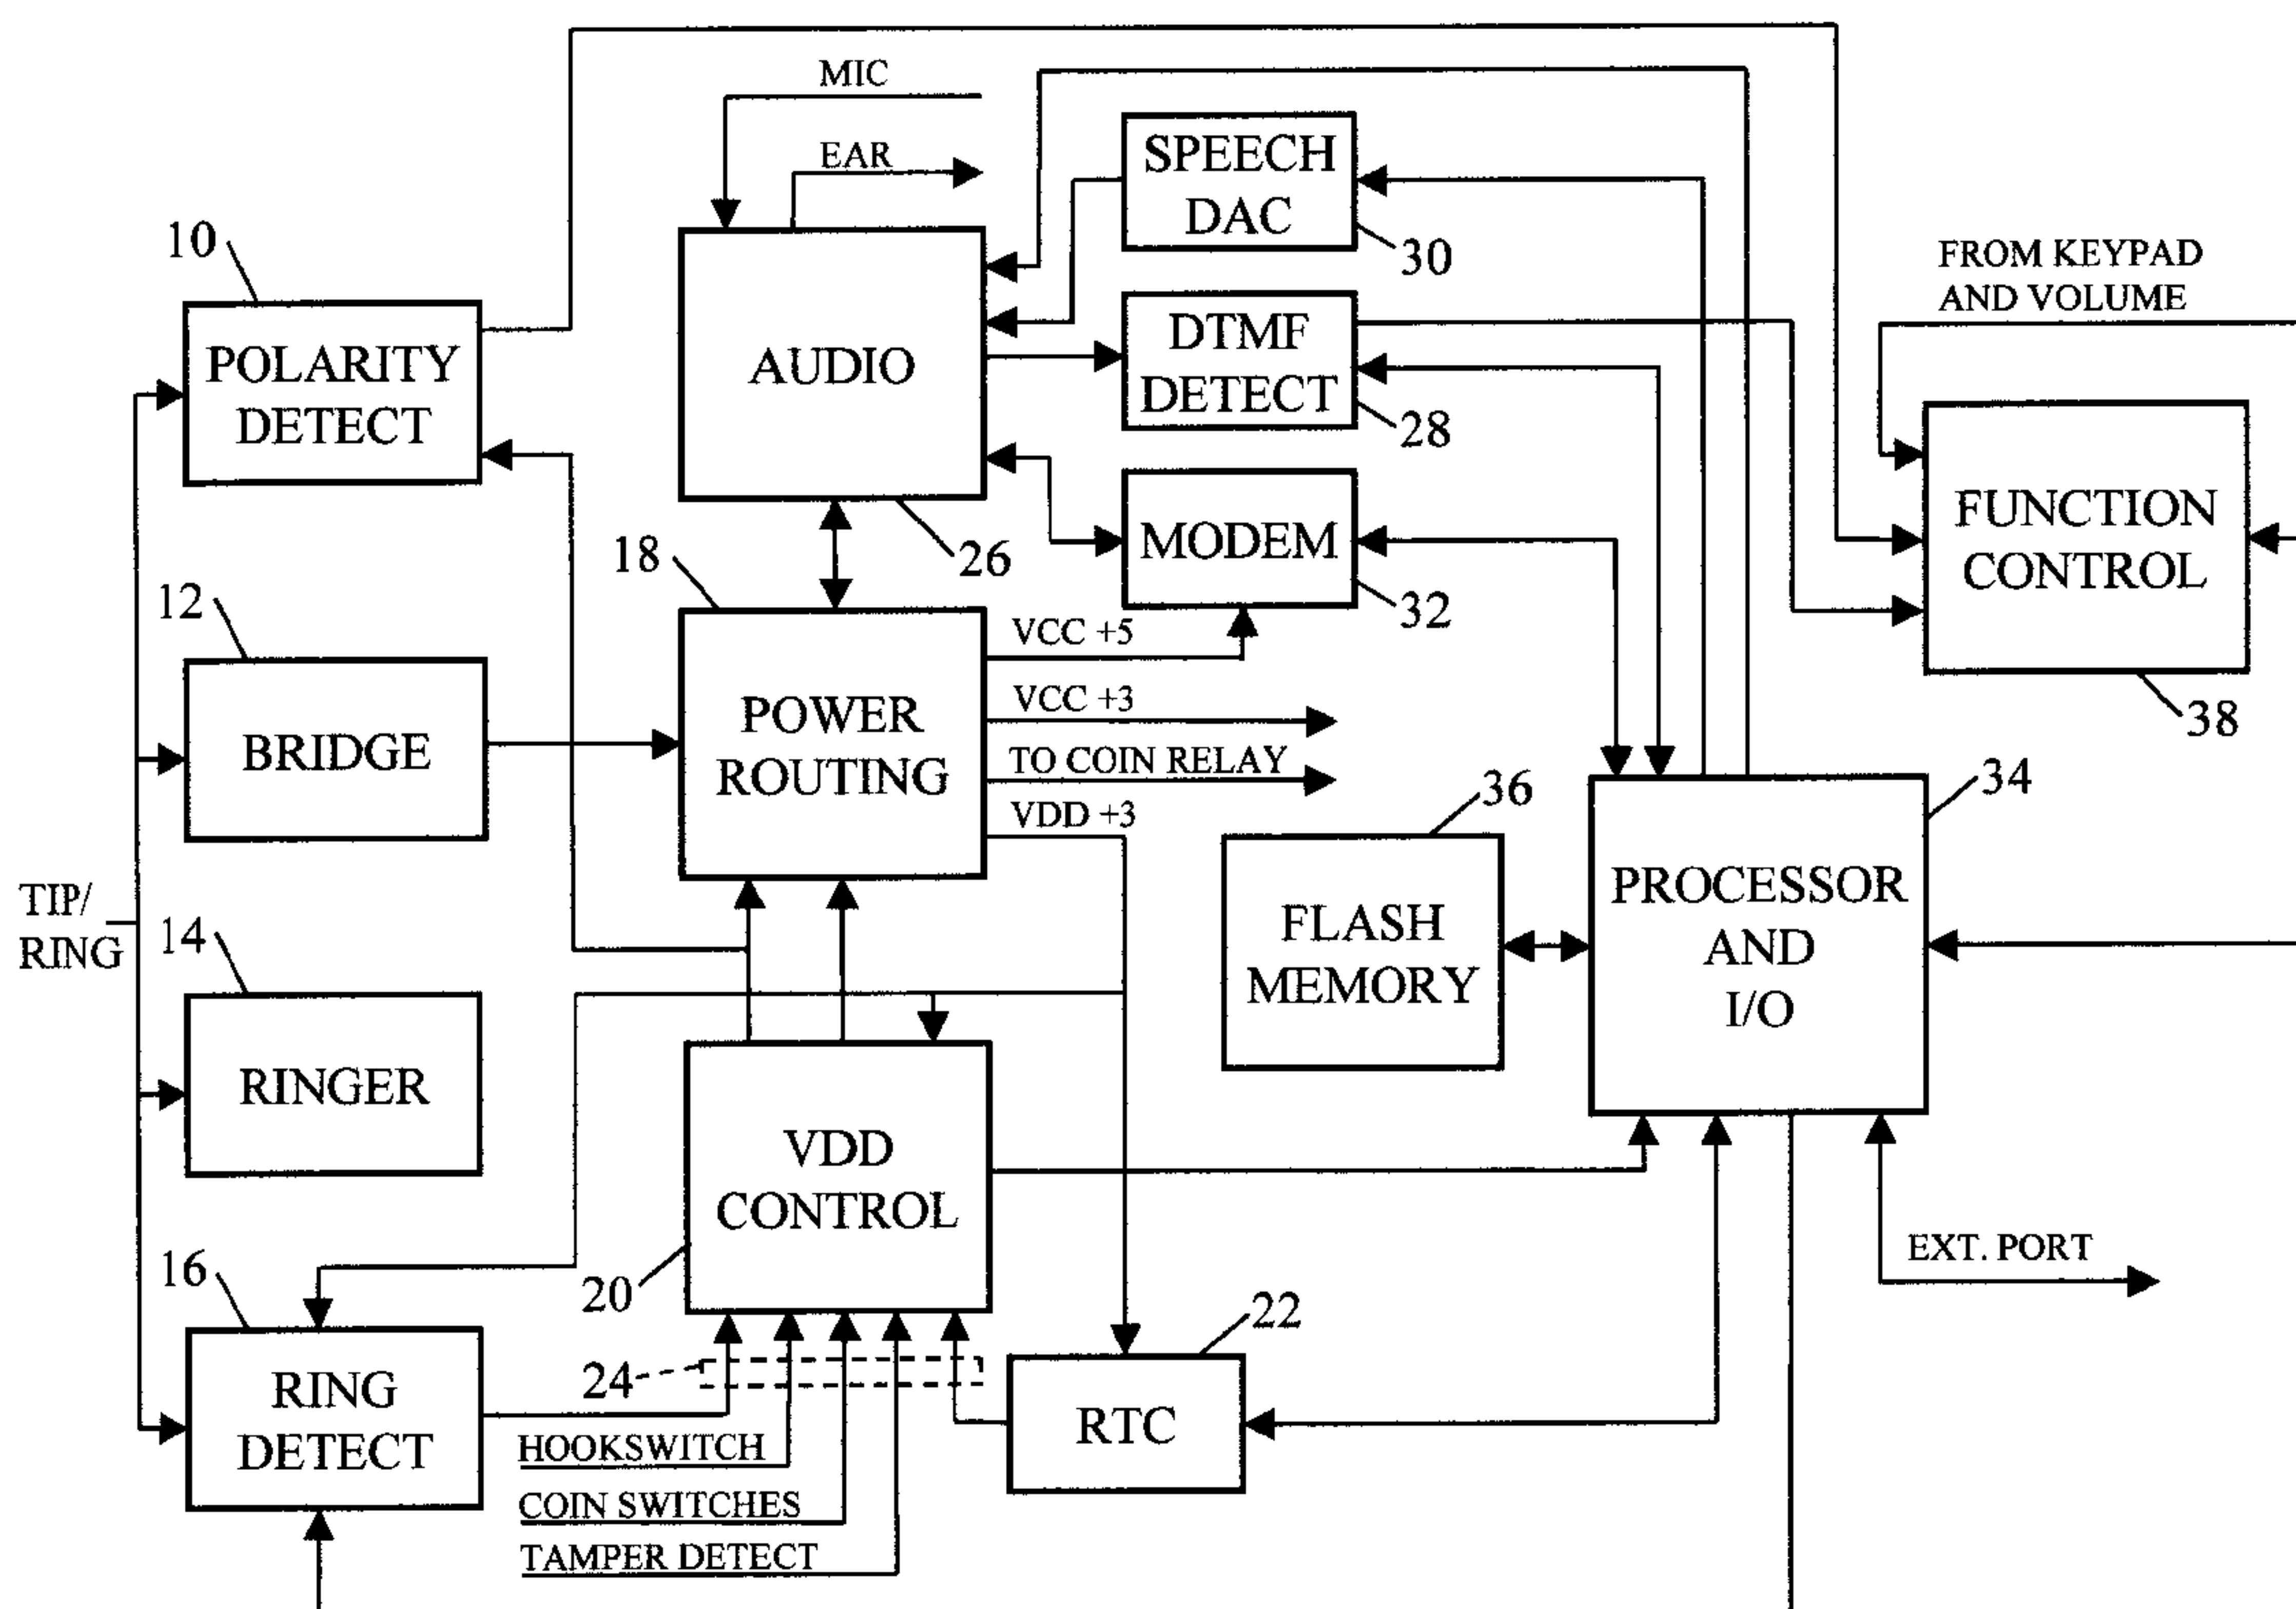 MIC
EAR
SPEECH
DAC
30
10
POLARITY
DETECT
AUDIO
26
DTMF
DETECT
28
FROM KEYPAD
AND VOLUME
MODEM
32
FUNCTION
CONTROL
38
12
BRIDGE
18
POWER
ROUTING
VCC +5
VCC +3
TO COIN RELAY
VDD +3
36
FLASH
MEMORY
34
PROCESSOR
AND
I/O
TIP/
RING
14
RINGER
VDD
CONTROL
20
EXT. PORT
16
RING
DETECT
24
22
RTC
HOOKSWITCH
COIN SWITCHES
TAMPER DETECT